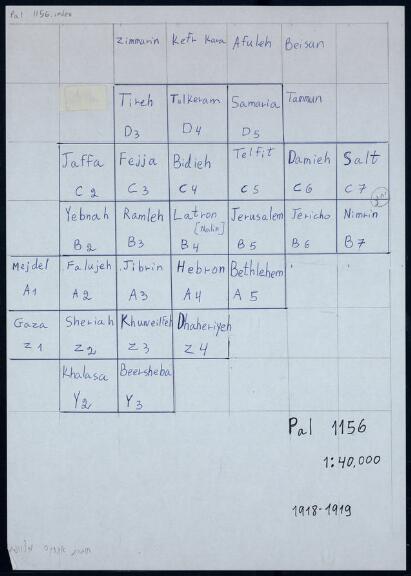 Pal 1156.index
Zimmarin Kefr Kara Afuleh Beisan
Tireh Tulkeram Samaria Tammun
D3 D4 D5
Jaffa Fejja Bidieh Telfit Damieh Salt
C2 C3 C4 C5 C6 C7
Yebnah Ramleh Latron Jerusalem Jericho Nimrin
[Nalin]
B2 B3 B4 B5 B6 B7
Mejdel Falujeh Jibrin Hebron Bethlehem
A1 A2 A3 A4 A5
Gaza Sheriah Khuweilfeh Dhaheriyeh
Z1 Z2 Z3 Z4
Khalasa Beersheba
Y2 Y3
Pal 1156
1:40,000
1918-1919